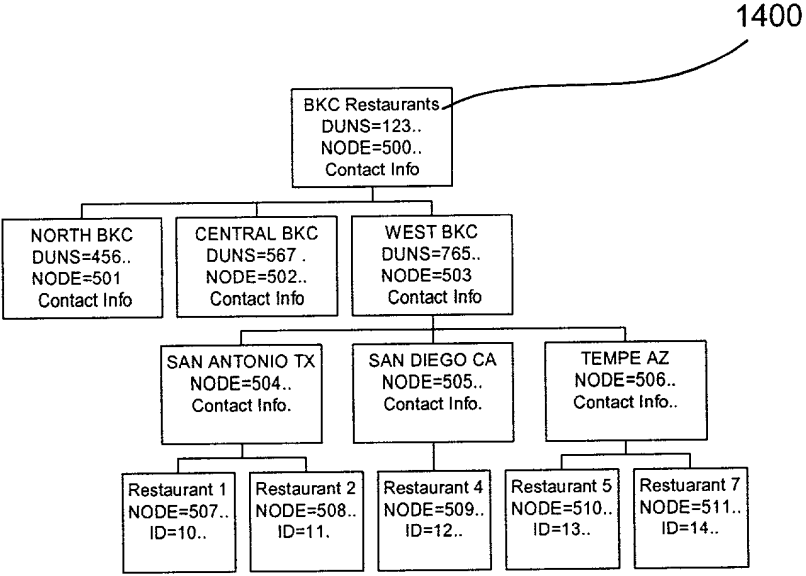 1400
BKC Restaurants
DUNS=123..
NODE=500..
Contact Info
NORTH BKC
DUNS=456..
NODE=501
Contact Info
CENTRAL BKC
DUNS=567 .
NODE=502..
Contact Info
WEST BKC
DUNS=765..
NODE=503
Contact Info
SAN ANTONIO TX
NODE=504..
Contact Info.
SAN DIEGO CA
NODE=505..
Contact Info.
TEMPE AZ
NODE=506..
Contact Info..
Restaurant 1
NODE=507..
ID=10..
Restaurant 2
NODE=508..
ID=11.
Restaurant 4
NODE=509..
ID=12..
Restaurant 5
NODE=510..
ID=13..
Restuarant 7
NODE=511..
ID=14..